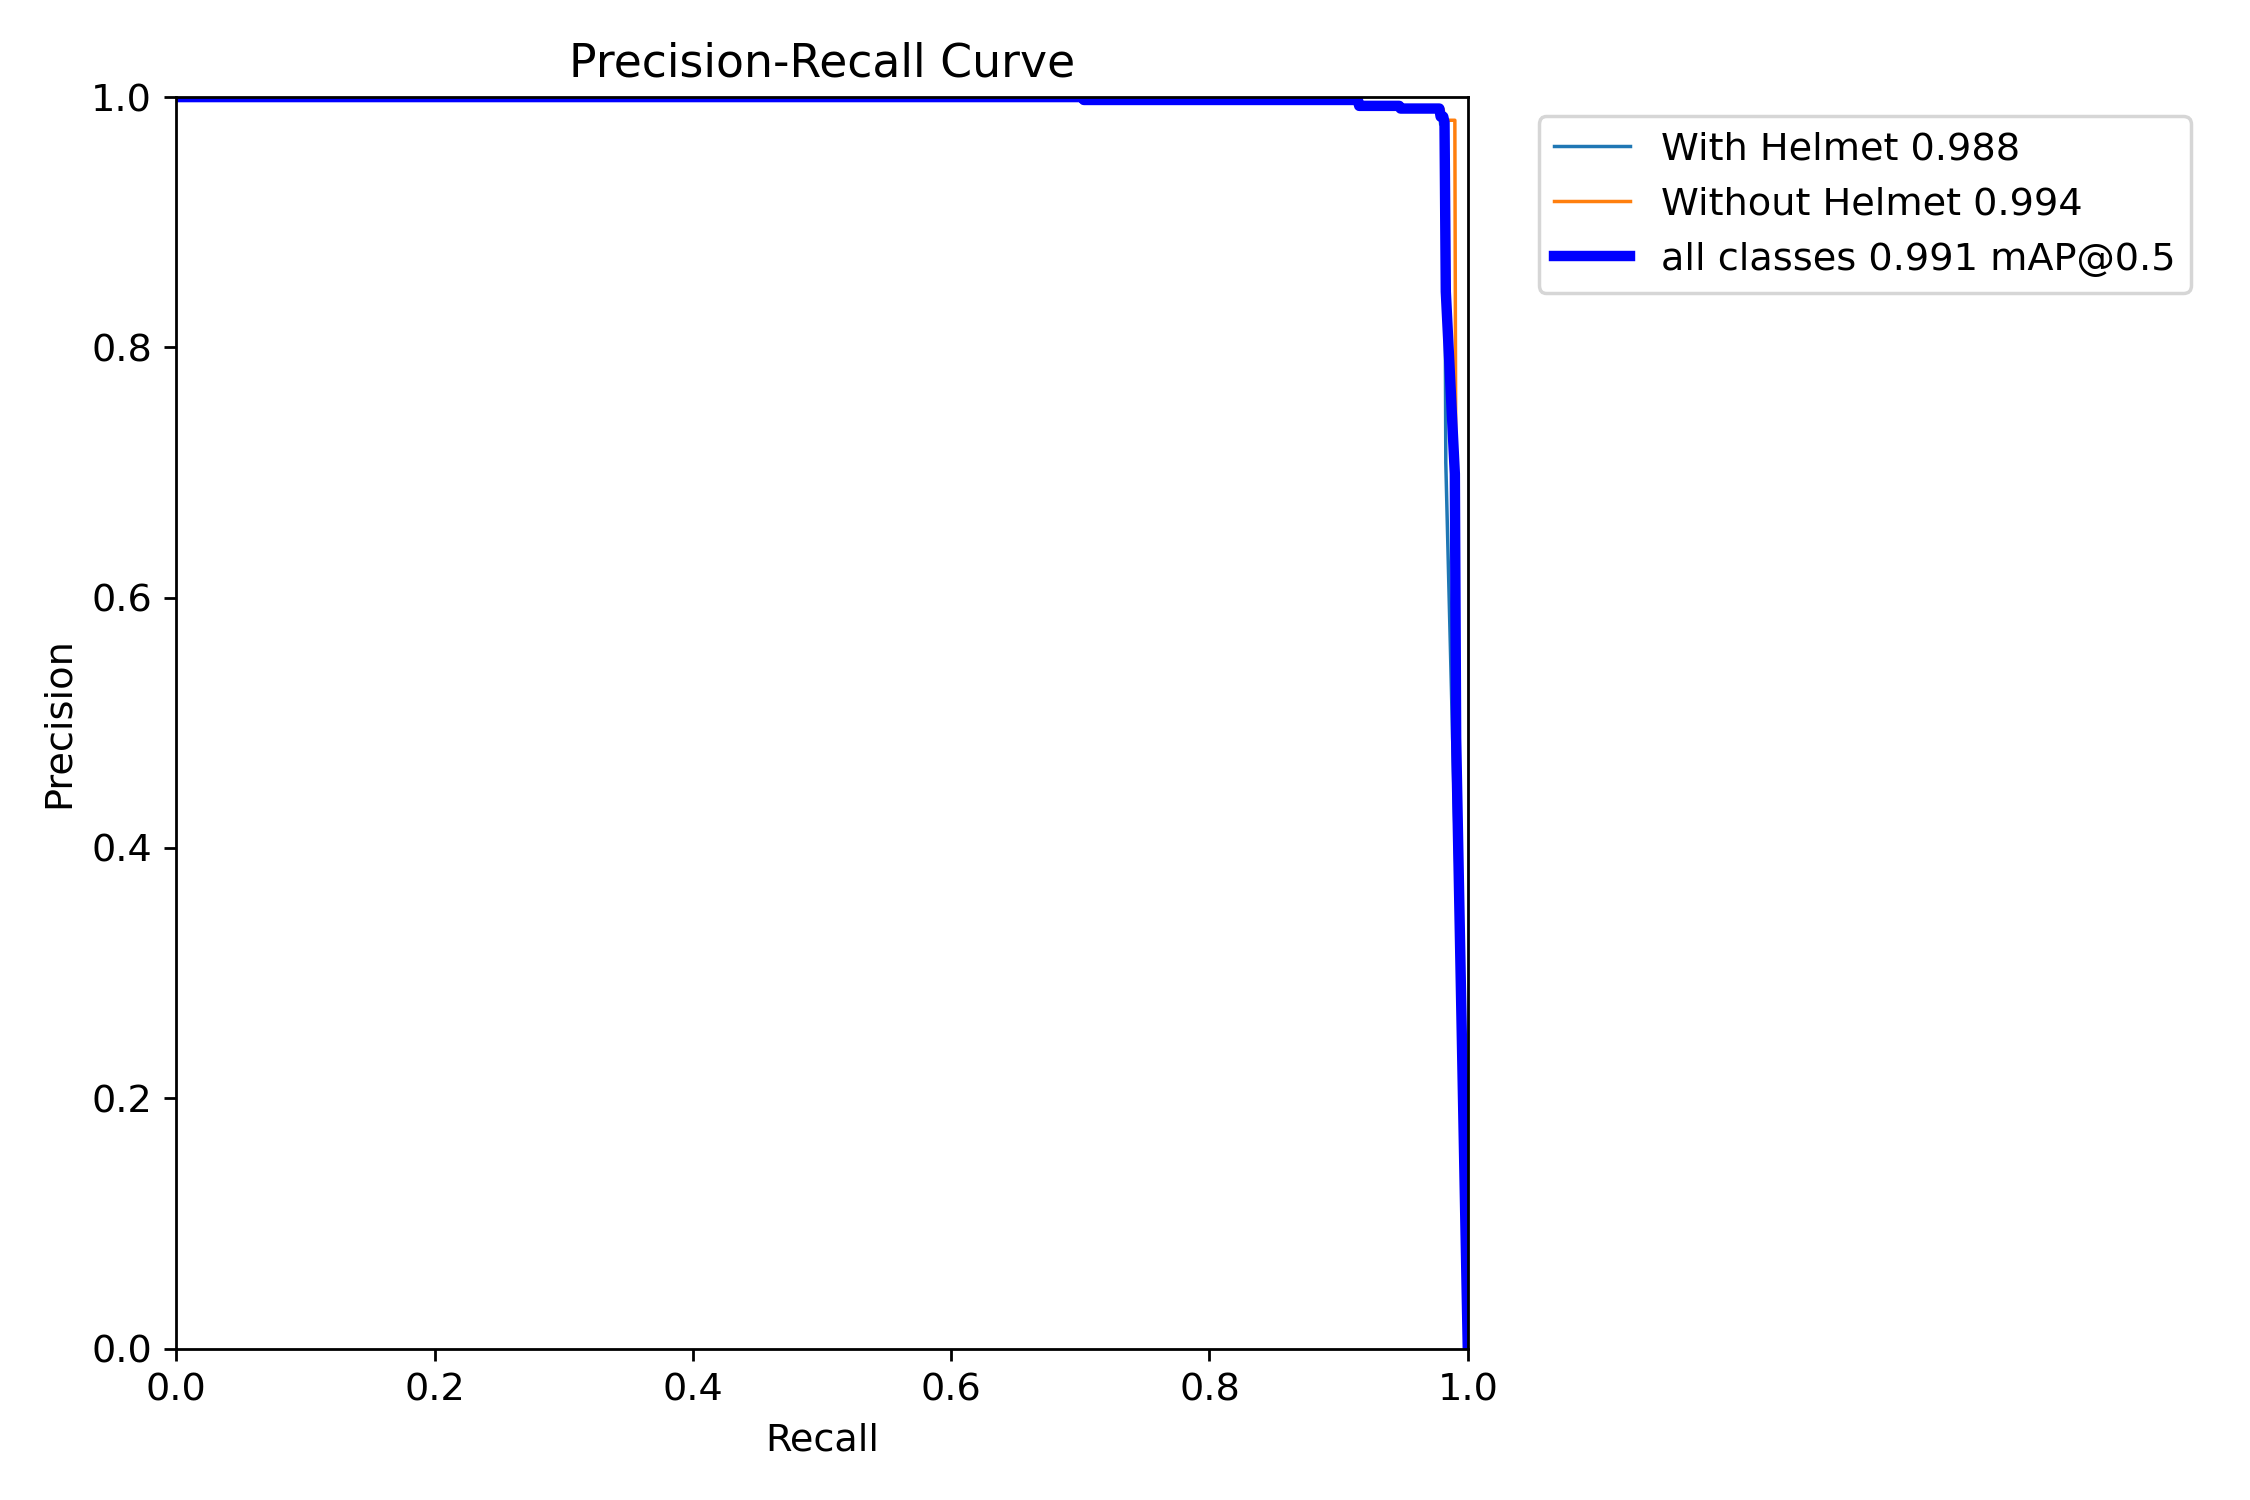 Precision-Recall Curve
With Helmet 0.988
Without Helmet 0.994
all classes 0.991 mAP@0.5
Precision
1.0
0.8
0.6
0.4
0.2
0.0
0.0 0.2 0.4 0.6 0.8 1.0
Recall